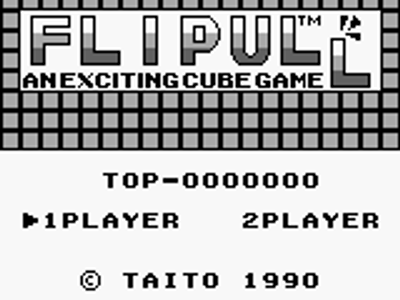 FLIPULL™
AN EXCITING CUBE GAME
TOP-0000000
▶1PLAYER 2PLAYER
© TAITO 1990